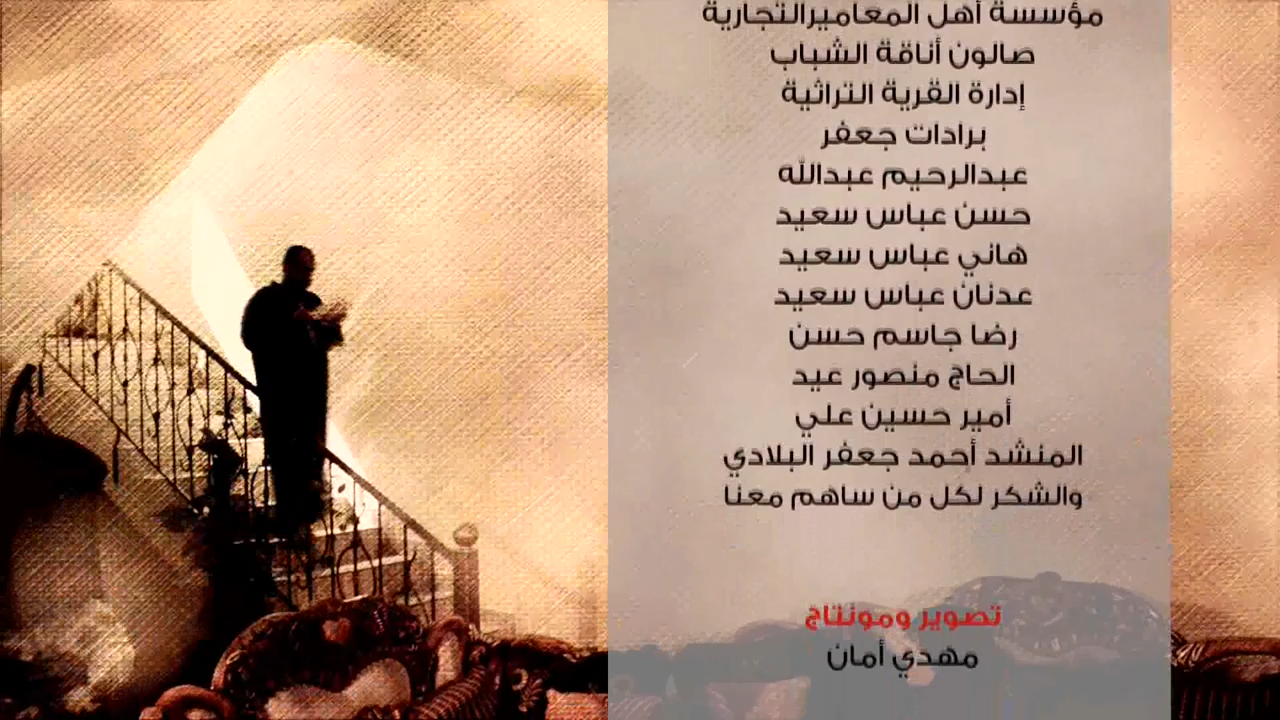 مؤسسة أهل المعاميرالتجارية
صالون أناقة الشباب
إدارة القرية التراثية
برادات جعفر
عبدالرحيم عبدالله
حسن عباس سعيد
هاني عباس سعيد
عدنان عباس سعيد
رضا جاسم حسن
الحاج منصور عيد
أمير حسين علي
المنشد أحمد جعفر البلادي
والشكر لكل من ساهم معنا
تصوير ومونتاج
مهدي أمان